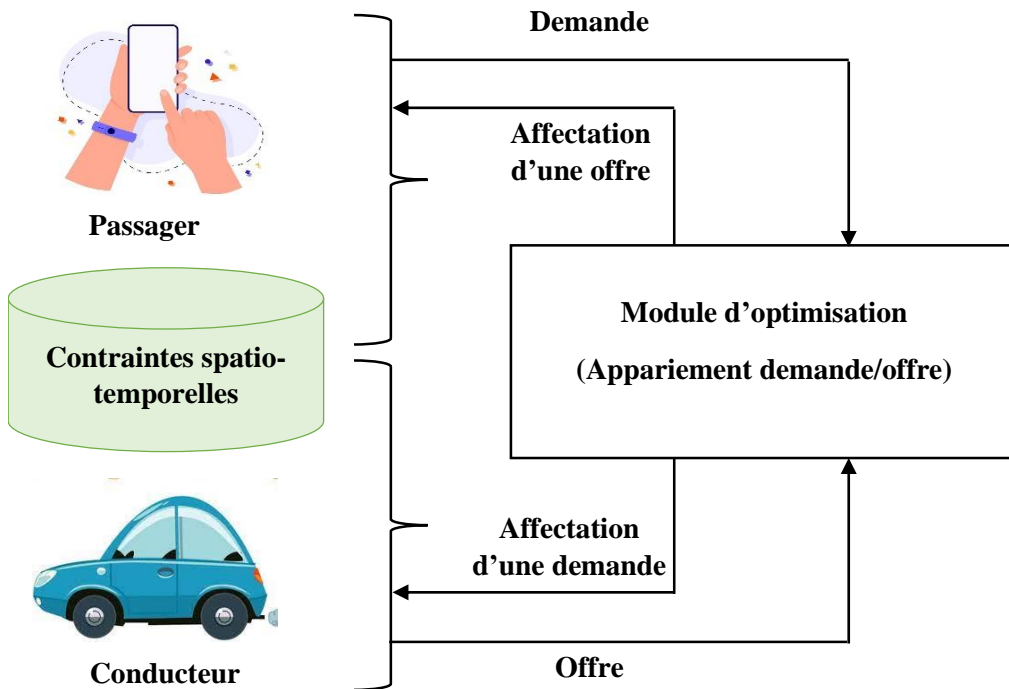 Demande
Affectation
d’une offre
Passager
Module d’optimisation
(Appariement demande/offre)
Contraintes spatio-
temporelles
Affectation
d’une demande
Conducteur
Offre